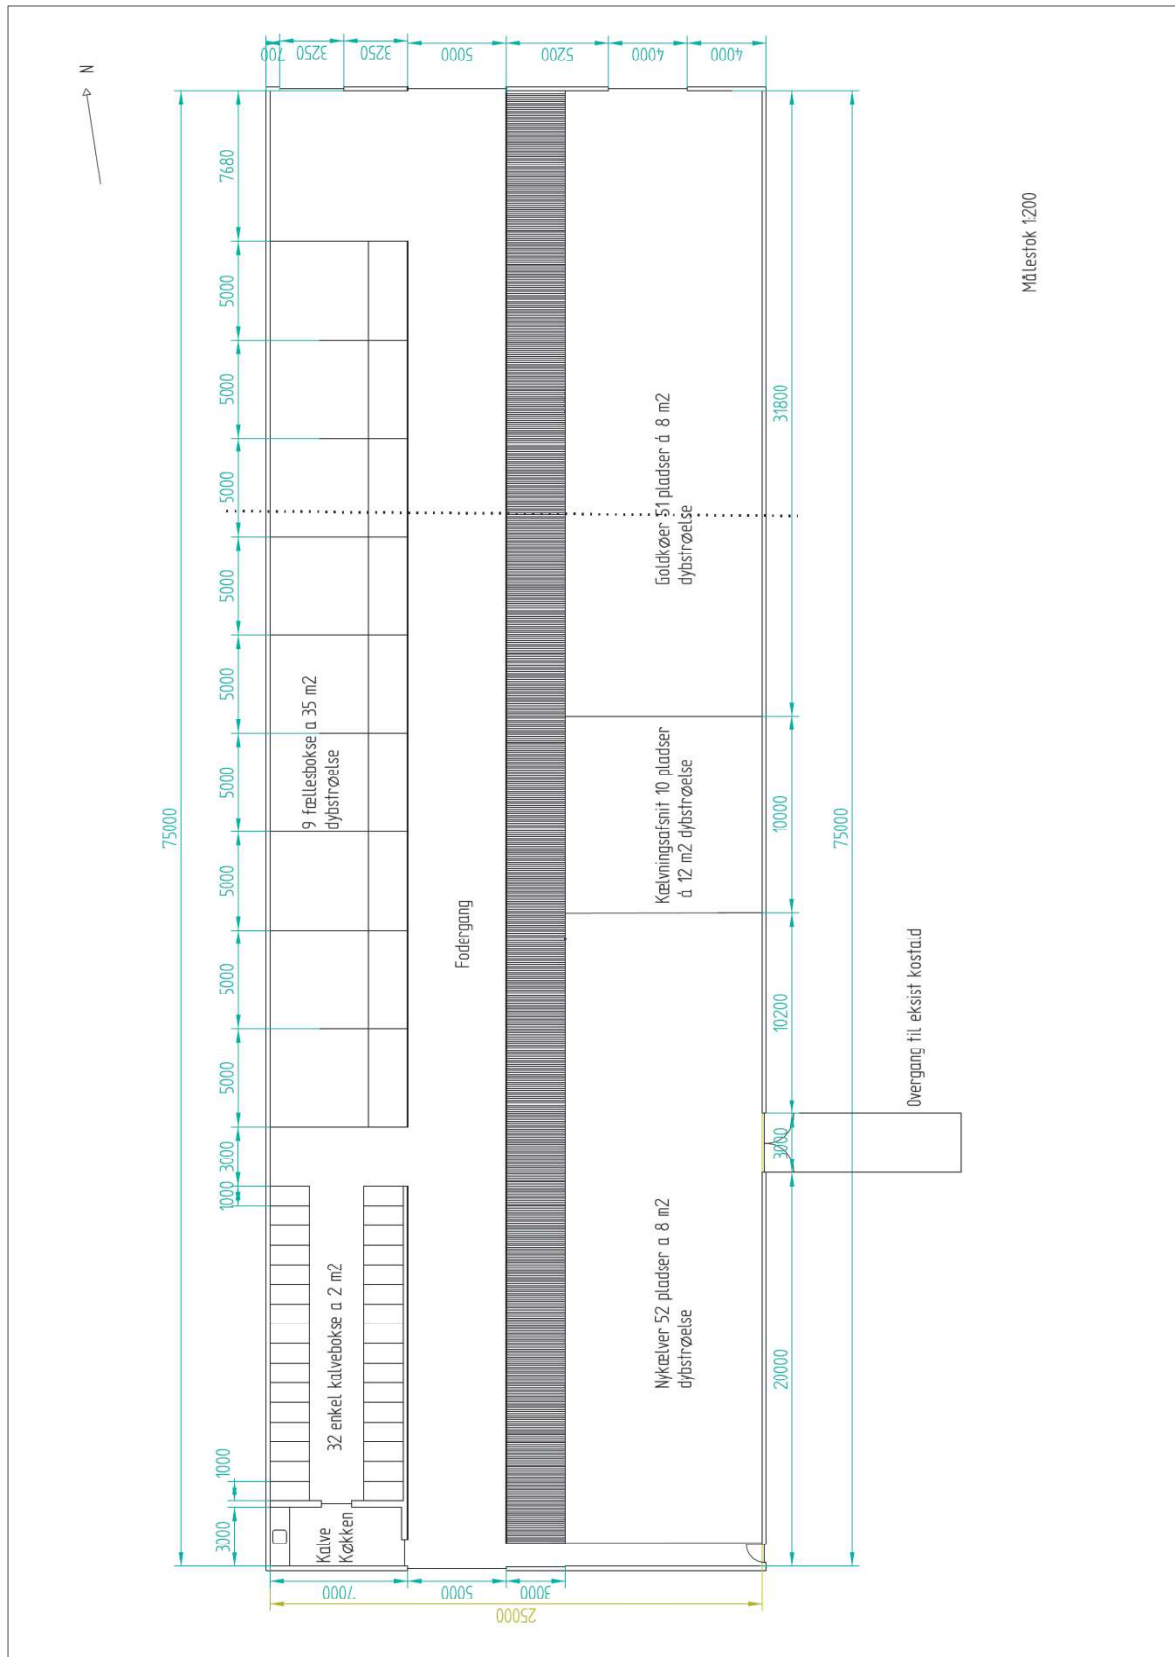 N
700
3250
3250
5000
5200
4000
4000
75000
7680
5000
5000
5000
5000
5000
5000
5000
5000
5000
3000
1000
1000
3000
9 fællesbokse a 35 m2
dybstrøelse
32 enkel kalvebokse a 2 m2
Kalve
Køkken
Fodergang
Goldkøer 51 pladser á 8 m2
dybstrøelse
Kælvningsafsnit 10 pladser
á 12 m2 dybstrøelse
Nykælver 52 pladser a 8 m2
dybstrøelse
31800
10000
10200
3000
20000
75000
Overgang til eksist kostald
Målestok 1:200
7000
5000
3000
25000